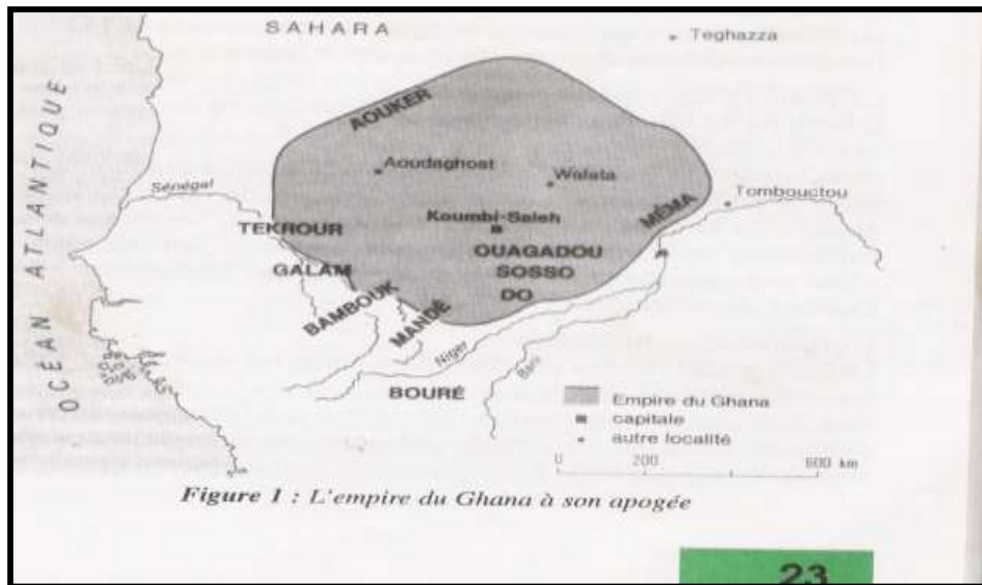 SAHARA
Teghazza
AOUKER
OCÉAN ATLANTIQUE
Aoudaghost
Walata
Sénégal
Tombouctou
Koumbi-Saleh
MÉMA
TEKROUR
OUAGADOU
GALAM
SOSSO
BAMBOUK
DO
MANDÉ
Niger
Bani
BOURÉ
Empire du Ghana
capitale
autre localité
0 200 600 km
Figure 1 : L'empire du Ghana à son apogée
23